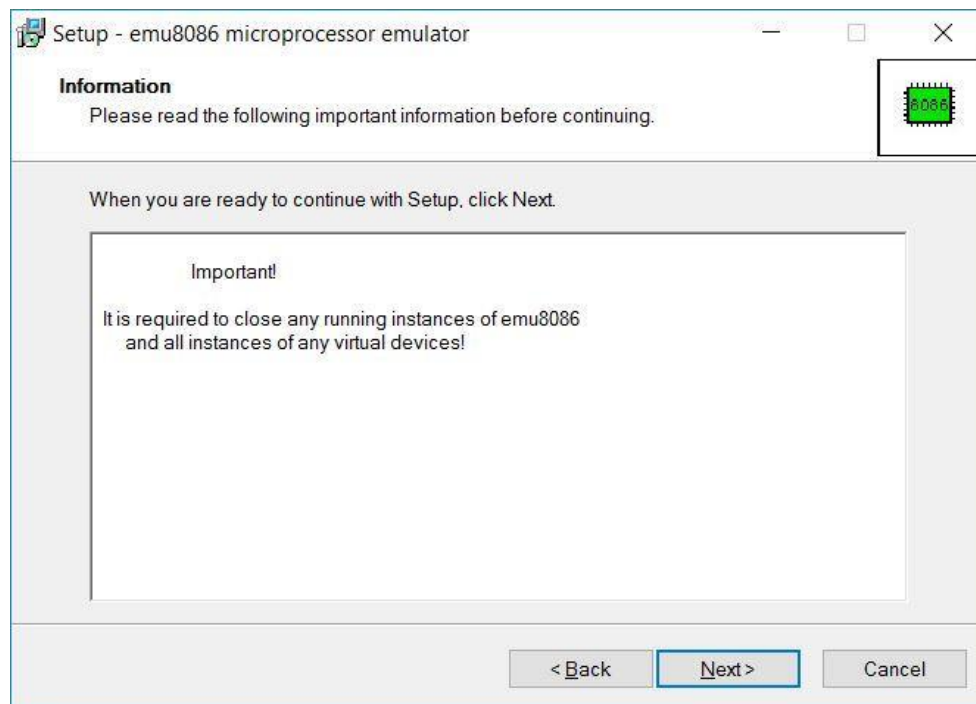 Setup - emu8086 microprocessor emulator
Information
Please read the following important information before continuing.
8086
When you are ready to continue with Setup, click Next.
Important!
It is required to close any running instances of emu8086
and all instances of any virtual devices!
< Back
Next >
Cancel